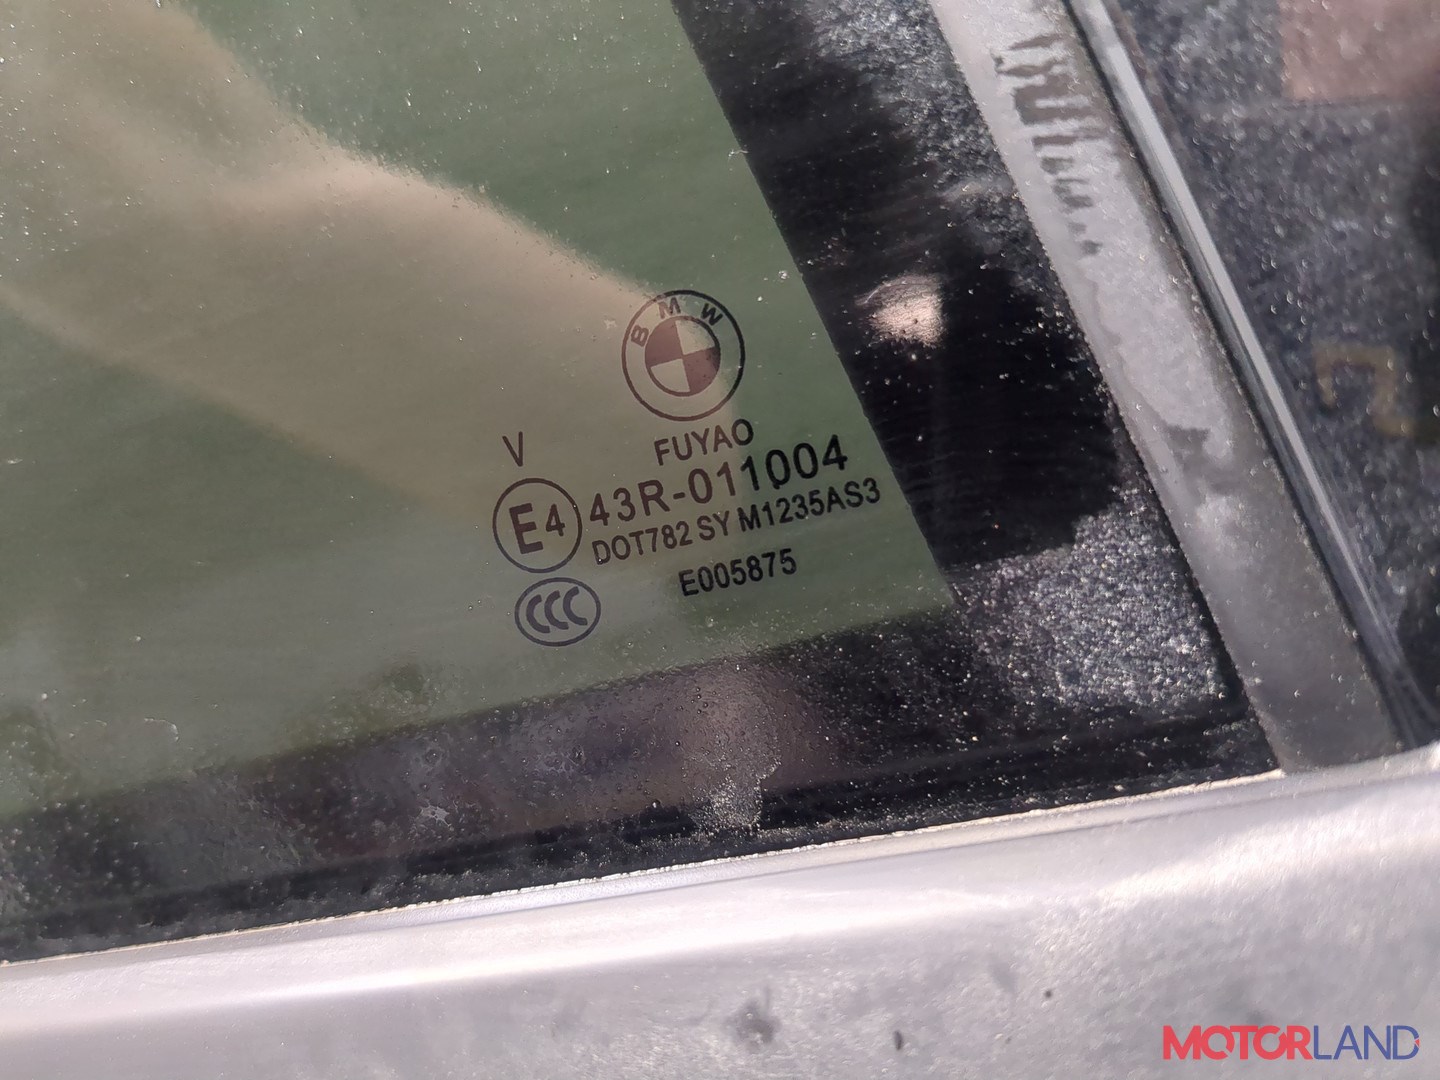 BMW
FUYAO
V
E4 43R-011004
DOT782 SY M1235AS3
E005875
CCC
MOTORLAND